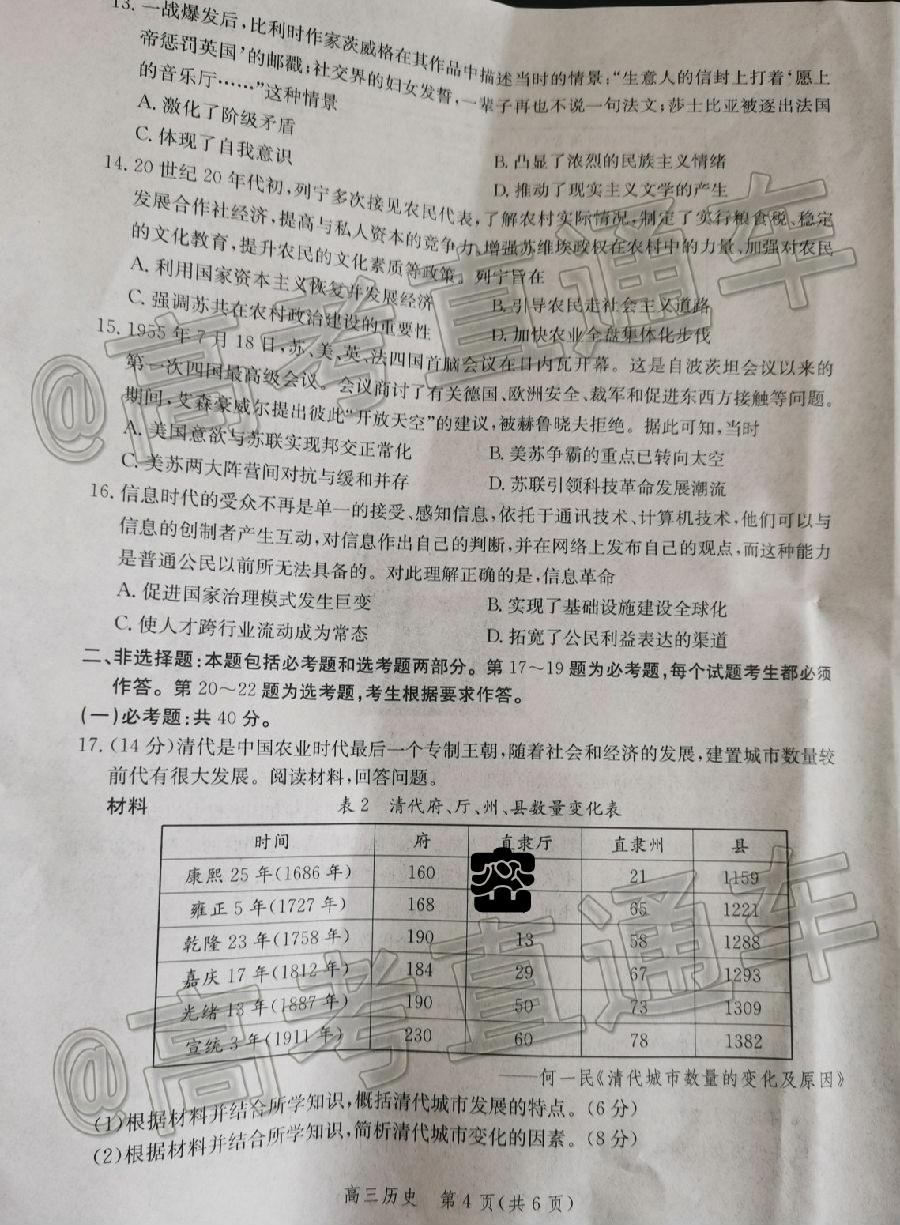 13. 一战爆发后，比利时作家茨威格在其作品中描述当时的情景：“生意人的信封上打着‘愿上
帝惩罚英国’的邮戳；社交界的妇女发誓，一辈子再也不说一句法文；莎士比亚被逐出法国
的音乐厅……”这种情景
A. 激化了阶级矛盾
B. 凸显了浓烈的民族主义情绪
C. 体现了自我意识
D. 推动了现实主义文学的产生
14. 20 世纪 20 年代初，列宁多次接见农民代表，了解农村实际情况，制定了实行粮食税、稳定
发展合作社经济，提高与私人资本的竞争力，增强苏维埃政权在农村中的力量、加强对农民
的文化教育，提升农民的文化素质等政策。列宁旨在
A. 利用国家资本主义恢复并发展经济
B. 引导农民走社会主义道路
C. 强调苏共在农村政治建设的重要性
D. 加快农业全盘集体化步伐
15. 1955 年 7 月 18 日，苏、美、英、法四国首脑会议在日内瓦开幕。这是自波茨坦会议以来的
第一次四国最高级会议。会议商讨了有关德国、欧洲安全、裁军和促进东西方接触等问题。
期间，艾森豪威尔提出彼此“开放天空”的建议，被赫鲁晓夫拒绝。据此可知，当时
A. 美国意欲与苏联实现邦交正常化
B. 美苏争霸的重点已转向太空
C. 美苏两大阵营间对抗与缓和并存
D. 苏联引领科技革命发展潮流
16. 信息时代的受众不再是单一的接受、感知信息，依托于通讯技术、计算机技术，他们可以与
信息的创制者产生互动，对信息作出自己的判断，并在网络上发布自己的观点，而这种能力
是普通公民以前所无法具备的。对此理解正确的是，信息革命
A. 促进国家治理模式发生巨变
B. 实现了基础设施建设全球化
C. 使人才跨行业流动成为常态
D. 拓宽了公民利益表达的渠道
二、非选择题：本题包括必考题和选考题两部分。第 17～19 题为必考题，每个试题考生都必须
作答。第 20～22 题为选考题，考生根据要求作答。
(一)必考题：共 40 分。
17. (14 分)清代是中国农业时代最后一个专制王朝，随着社会和经济的发展，建置城市数量较
前代有很大发展。阅读材料，回答问题。
材料 表 2 清代府、厅、州、县数量变化表
时间 府 直隶厅 直隶州 县
康熙 25 年(1686 年) 160 21 1159
雍正 5 年(1727 年) 168 65 1221
乾隆 23 年(1758 年) 190 13 58 1288
嘉庆 17 年(1812 年) 184 29 67 1293
光绪 13 年(1887 年) 190 50 73 1309
宣统 3 年(1911 年) 230 60 78 1382
——何一民《清代城市数量的变化及原因》
(1)根据材料并结合所学知识，概括清代城市发展的特点。(6 分)
(2)根据材料并结合所学知识，简析清代城市变化的因素。(8 分)
高三历史 第 4 页(共 6 页)
@高考直通车
@高考直通车